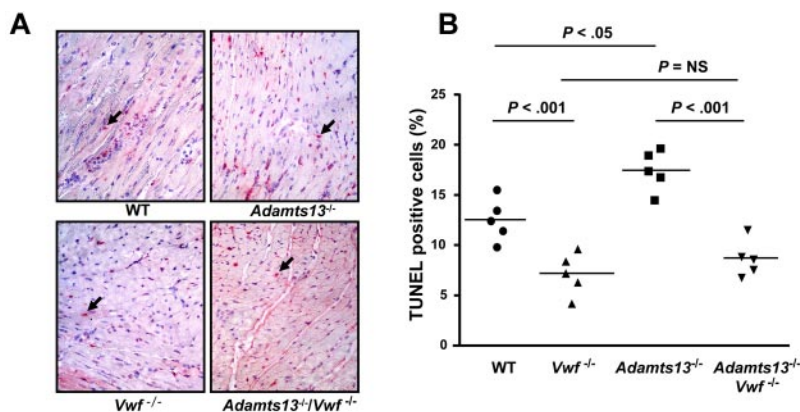 A
WT
Adamts13-/-
Vwf -/-
Adamts13-/-/Vwf -/-
B
P < .05
P = NS
P < .001
P < .001
TUNEL positive cells (%)
25
20
15
10
5
0
WT
Vwf -/-
Adamts13-/-
Adamts13-/-
Vwf -/-